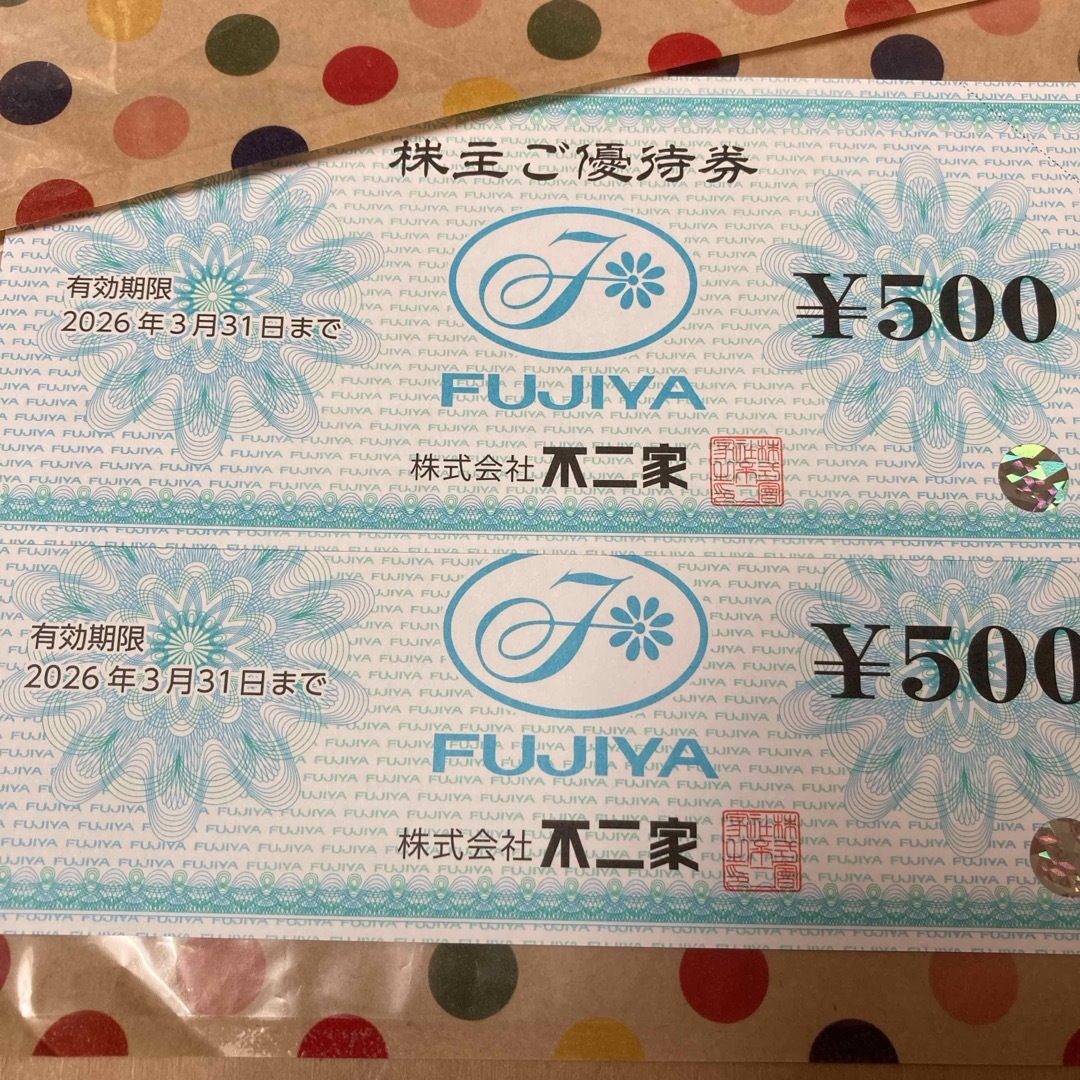 株主ご優待券
有効期限
2026年3月31日まで
FUJIYA
¥500
株式会社 不二家
有効期限
2026年3月31日まで
FUJIYA
¥500
株式会社 不二家